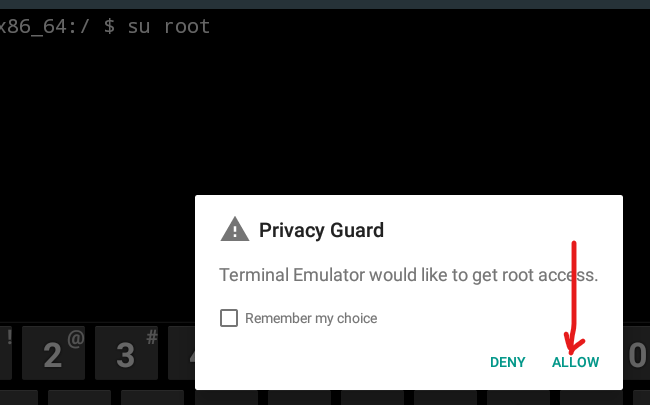 x86_64:/ $ su root
Privacy Guard
Terminal Emulator would like to get root access.
Remember my choice
DENY ALLOW
! @ #
2 3 4 0